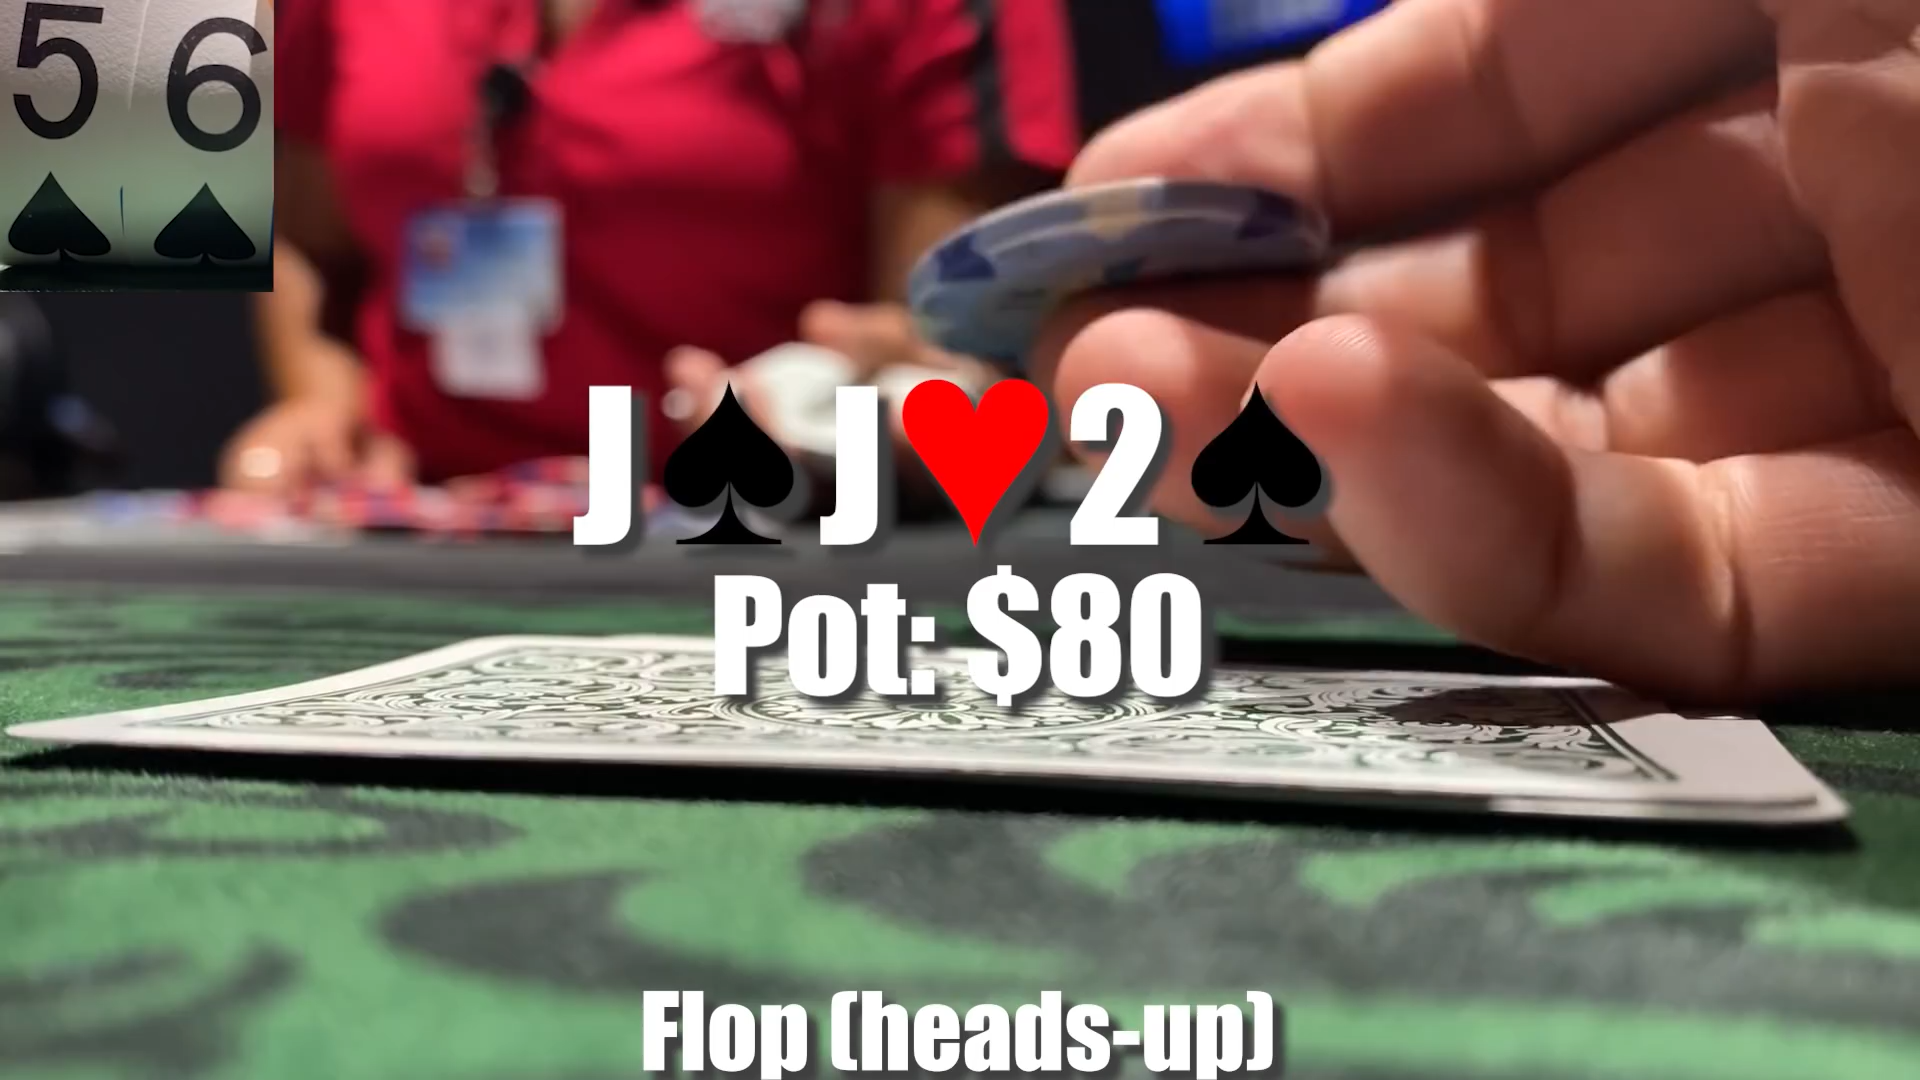 5 6
♠ ♠
J♠ J♥ 2♠
Pot: $80
Flop (heads-up)